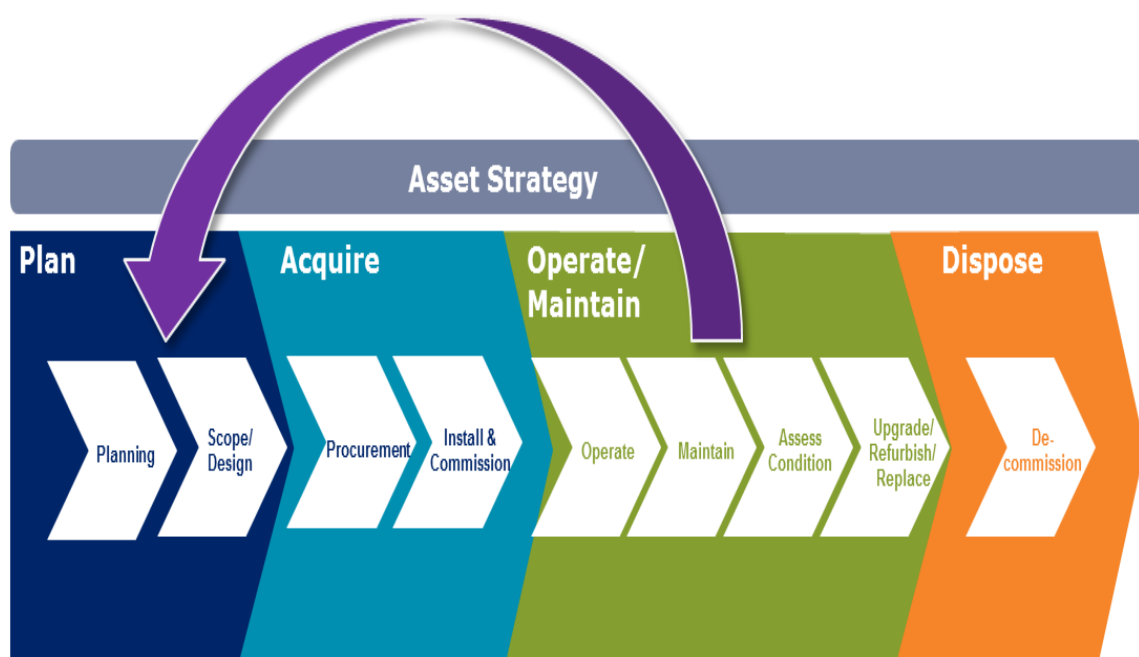 Asset Strategy
Plan
Acquire
Operate/
Maintain
Dispose
Planning
Scope/
Design
Procurement
Install &
Commission
Operate
Maintain
Assess
Condition
Upgrade/
Refurbish/
Replace
De-
commission